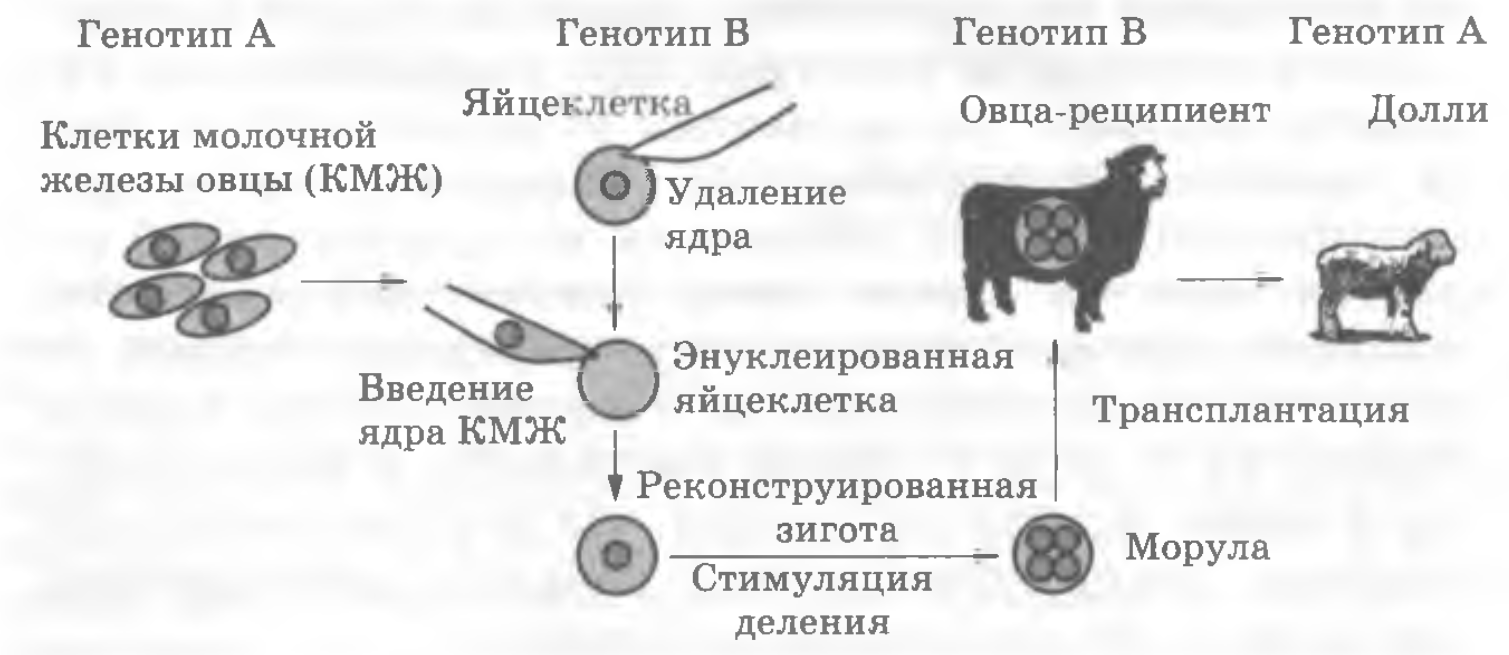 Генотип А
Генотип В
Генотип В
Генотип А
Яйцеклетка
Овца-реципиент
Долли
Клетки молочной
железы овцы (КМЖ)
Удаление
ядра
Энуклеированная
яйцеклетка
Введение
ядра КМЖ
Трансплантация
Реконструированная
зигота
Морула
Стимуляция
деления